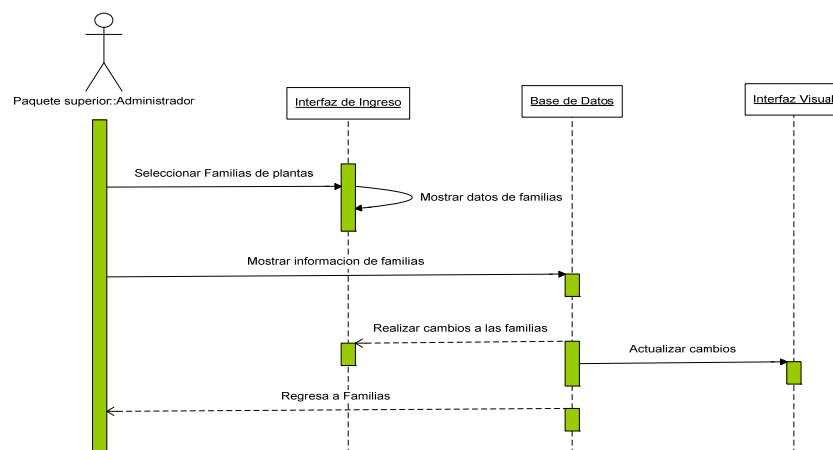 Paquete superior::Administrador
Interfaz de Ingreso
Base de Datos
Interfaz Visual
Seleccionar Familias de plantas
Mostrar datos de familias
Mostrar informacion de familias
Realizar cambios a las familias
Actualizar cambios
Regresa a Familias